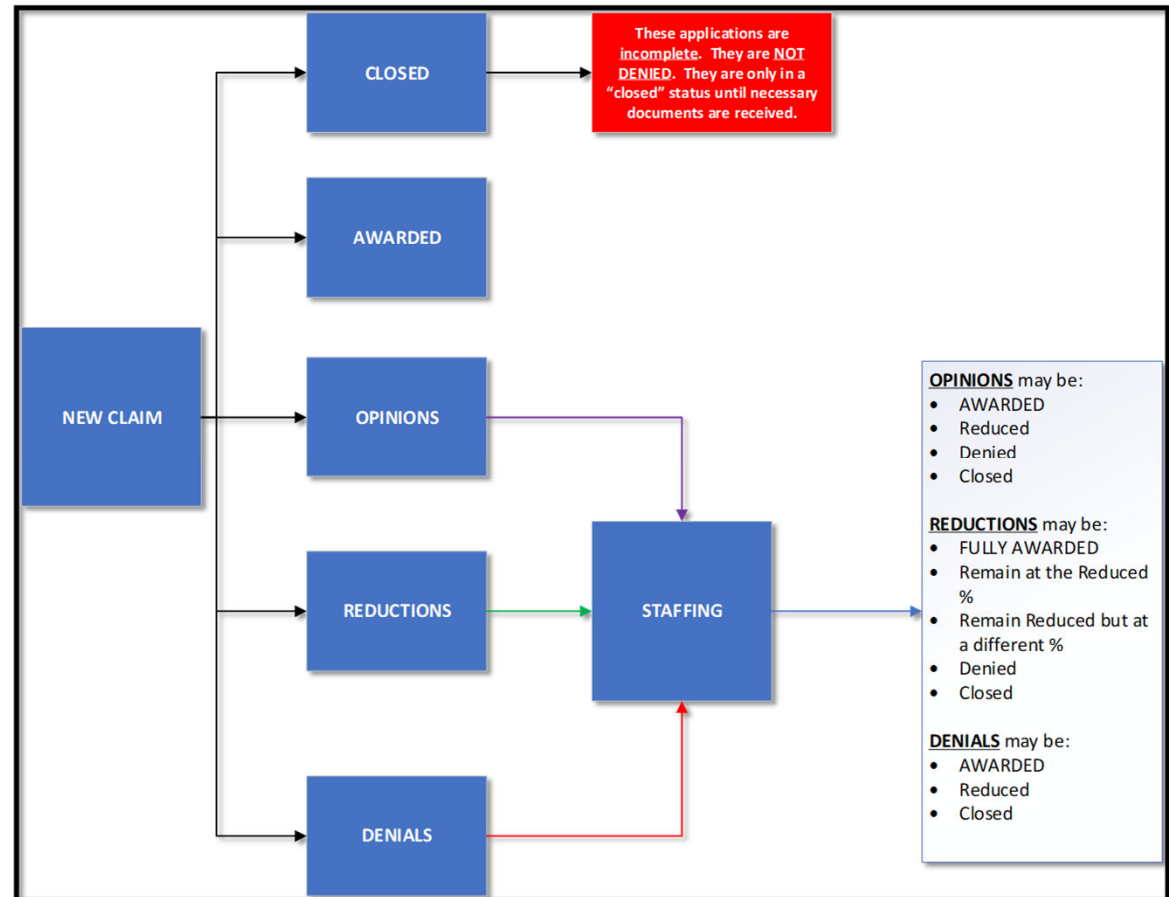 CLOSED
These applications are
incomplete. They are NOT
DENIED. They are only in a
“closed” status until necessary
documents are received.
AWARDED
NEW CLAIM
OPINIONS
REDUCTIONS
STAFFING
DENIALS
OPINIONS may be:
• AWARDED
• Reduced
• Denied
• Closed
REDUCTIONS may be:
• FULLY AWARDED
• Remain at the Reduced
%
• Remain Reduced but at
a different %
• Denied
• Closed
DENIALS may be:
• AWARDED
• Reduced
• Closed